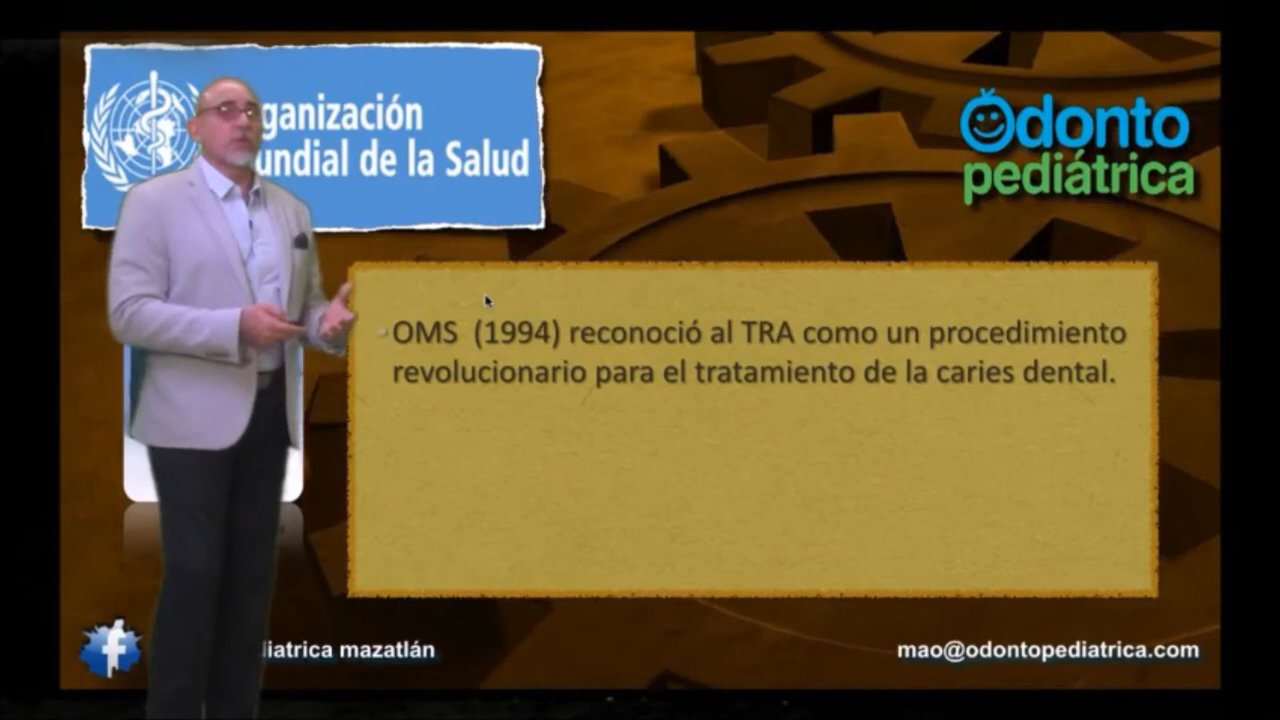 ganización
undial de la Salud
Odonto
pediátrica
OMS (1994) reconoció al TRA como un procedimiento
revolucionario para el tratamiento de la caries dental.
f
diatrica mazatlán
mao@odontopediatrica.com